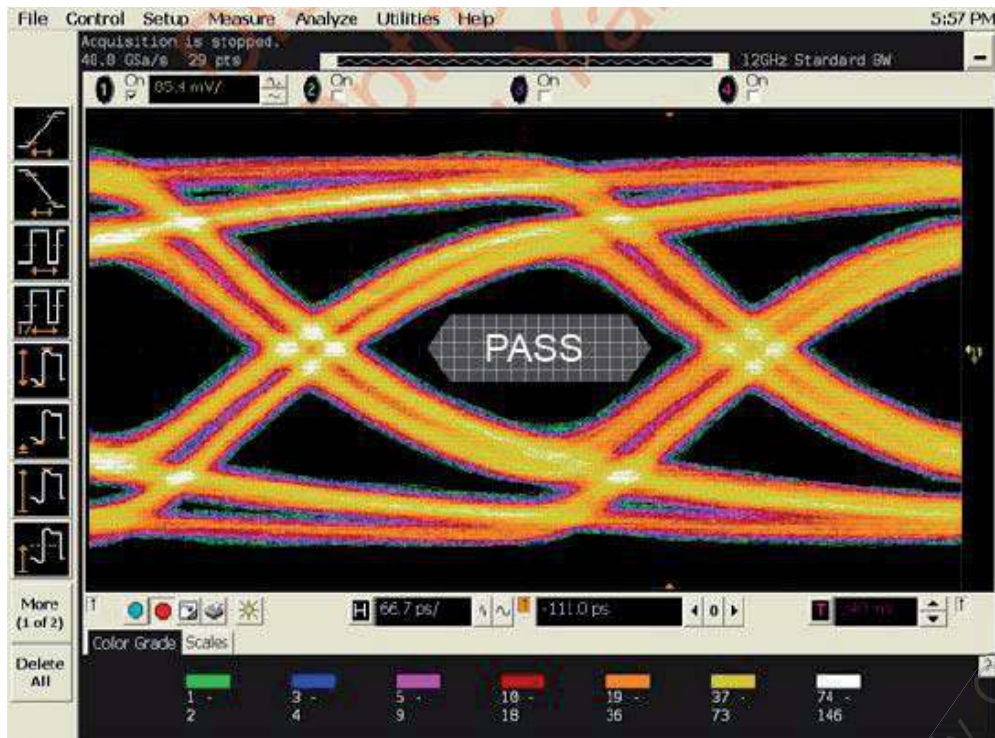 File Control Setup Measure Analyze Utilities Help 5:57 PM
Acquisition is stopped.
40.0 GSa/s 29 pts 12GHz Standard BW
1 On 85.4 mV/ 2 On 3 On 4 On
PASS
More
(1 of 2)
Delete
All
H 66.7 ps/ -111.0 ps 0 T
Color Grade Scales
1 - 3 - 5 - 10 - 19 - 37 - 74 -
2 4 9 18 36 73 146